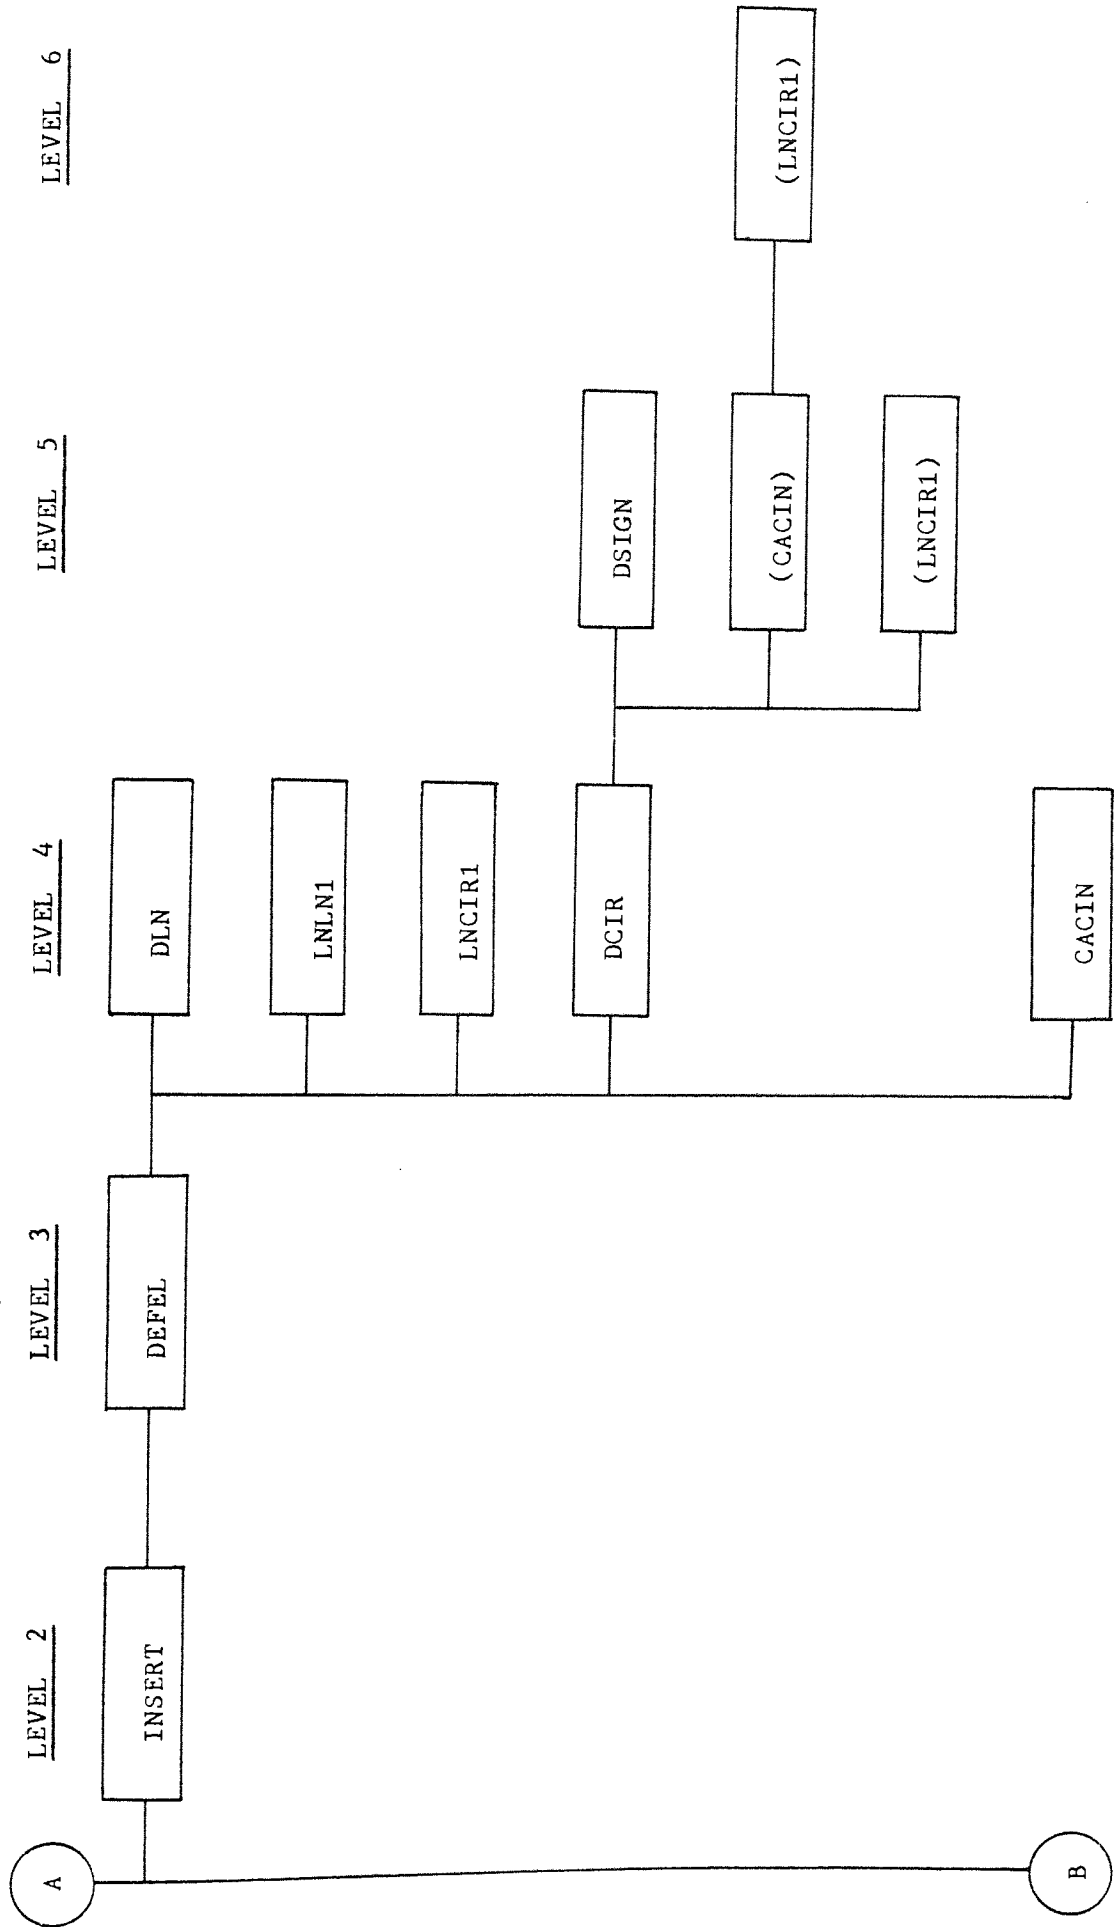 LEVEL 2
LEVEL 3
LEVEL 4
LEVEL 5
LEVEL 6
A
INSERT
DEFEL
DLN
LNLN1
LNCIR1
DCIR
DSIGN
(CACIN)
(LNCIR1)
(LNCIR1)
CACIN
B